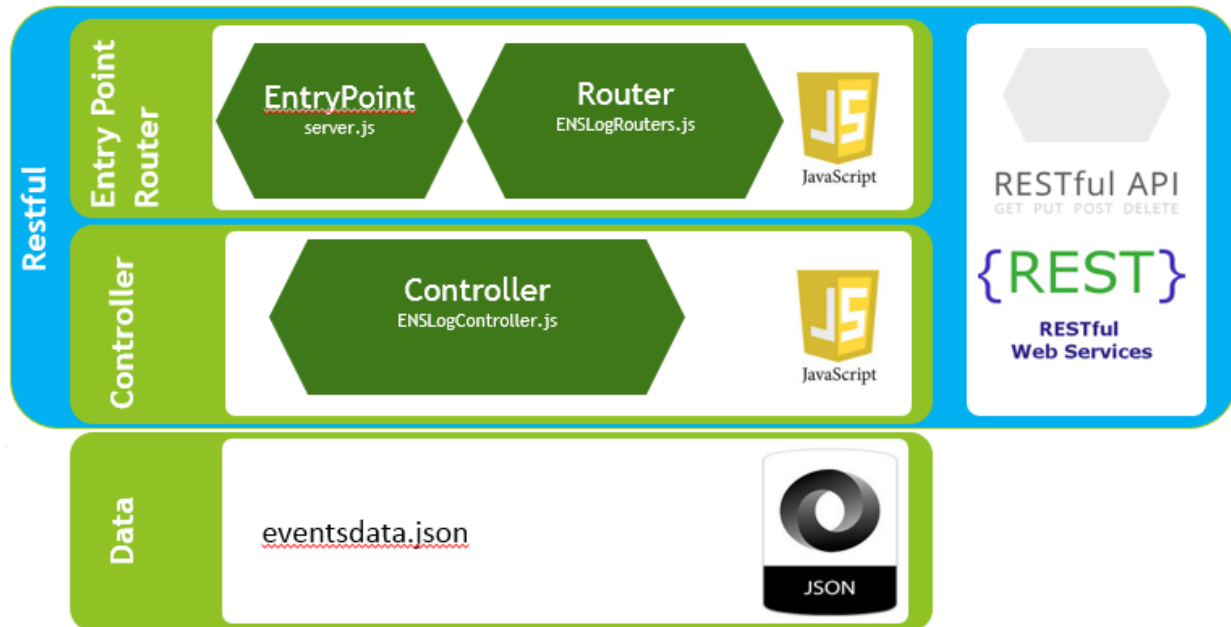 Restful
Entry Point
Router
EntryPoint
server.js
Router
ENSLogRouters.js
JS
JavaScript
RESTful API
GET PUT POST DELETE
{REST}
RESTful
Web Services
Controller
Controller
ENSLogController.js
JS
JavaScript
Data
eventsdata.json
JSON